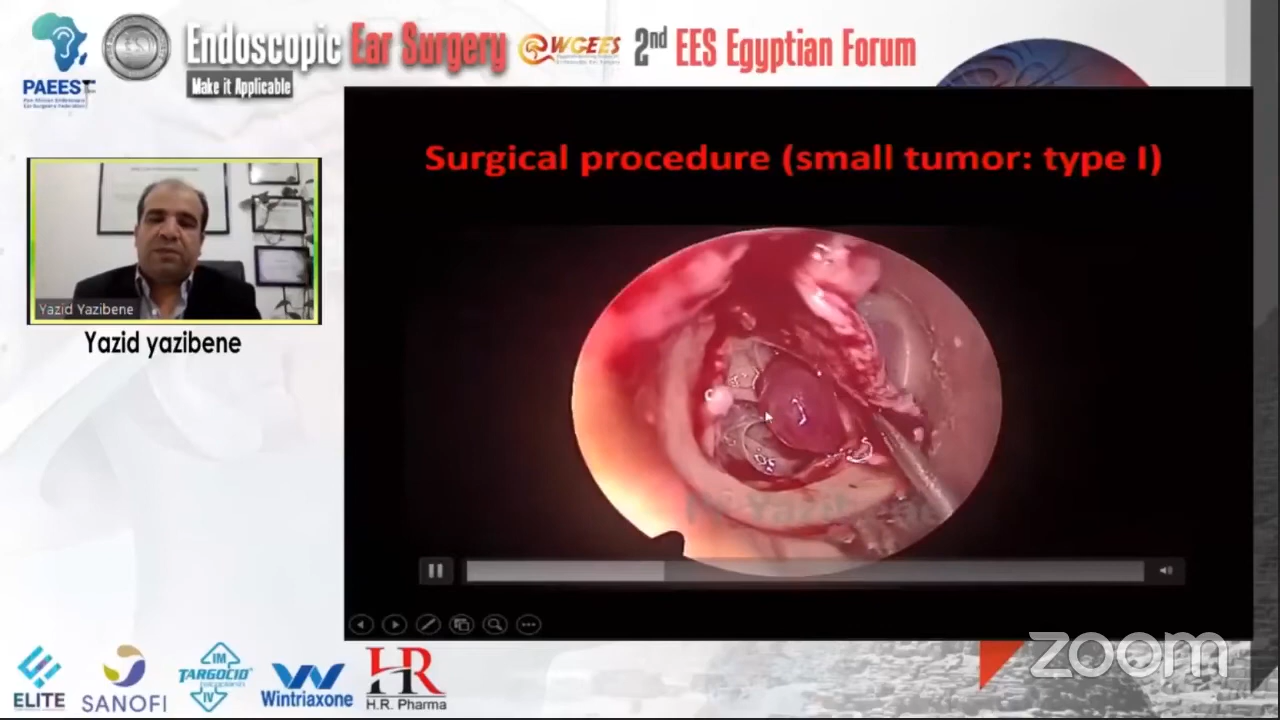 PAEEST
Endoscopic Ear Surgery
Make it Applicable
WGEES
2nd EES Egyptian Forum
Surgical procedure (small tumor: type I)
Yazid Yazibene
Yazid yazibene
ELITE
SANOFI
IM
TARGOCID
IV
Wintriaxone
HR
H.R. Pharma
zoom